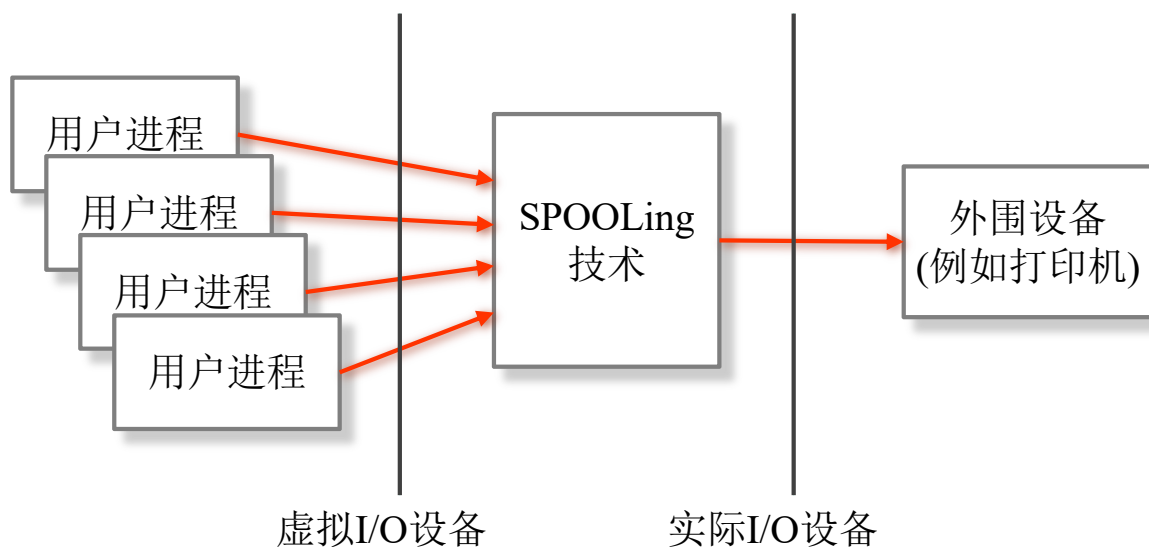 用户进程
用户进程
用户进程
用户进程
SPOOLing
技术
外围设备
(例如打印机)
虚拟I/O设备
实际I/O设备